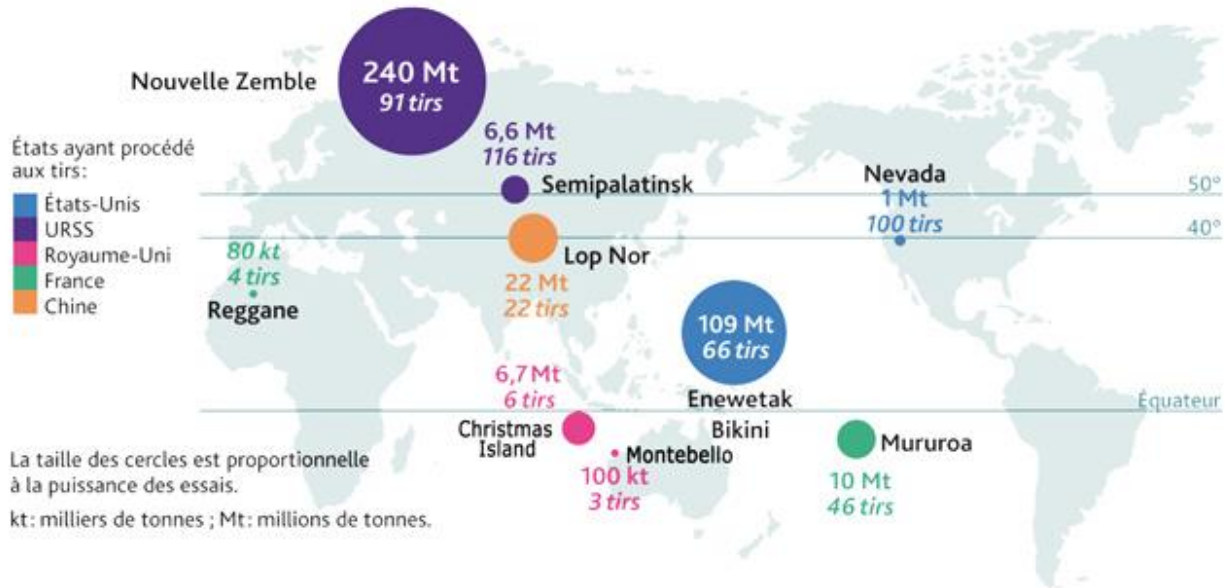 Nouvelle Zemble
240 Mt
91 tirs
6,6 Mt
116 tirs
Semipalatinsk
États ayant procédé
aux tirs :
États-Unis
URSS
Royaume-Uni
France
Chine
Nevada
1 Mt
100 tirs
50°
40°
80 kt
4 tirs
Reggane
Lop Nor
22 Mt
22 tirs
109 Mt
66 tirs
Enewetak
Bikini
6,7 Mt
6 tirs
Christmas
Island
Équateur
Montebello
100 kt
3 tirs
Mururoa
10 Mt
46 tirs
La taille des cercles est proportionnelle
à la puissance des essais.
kt : milliers de tonnes ; Mt : millions de tonnes.